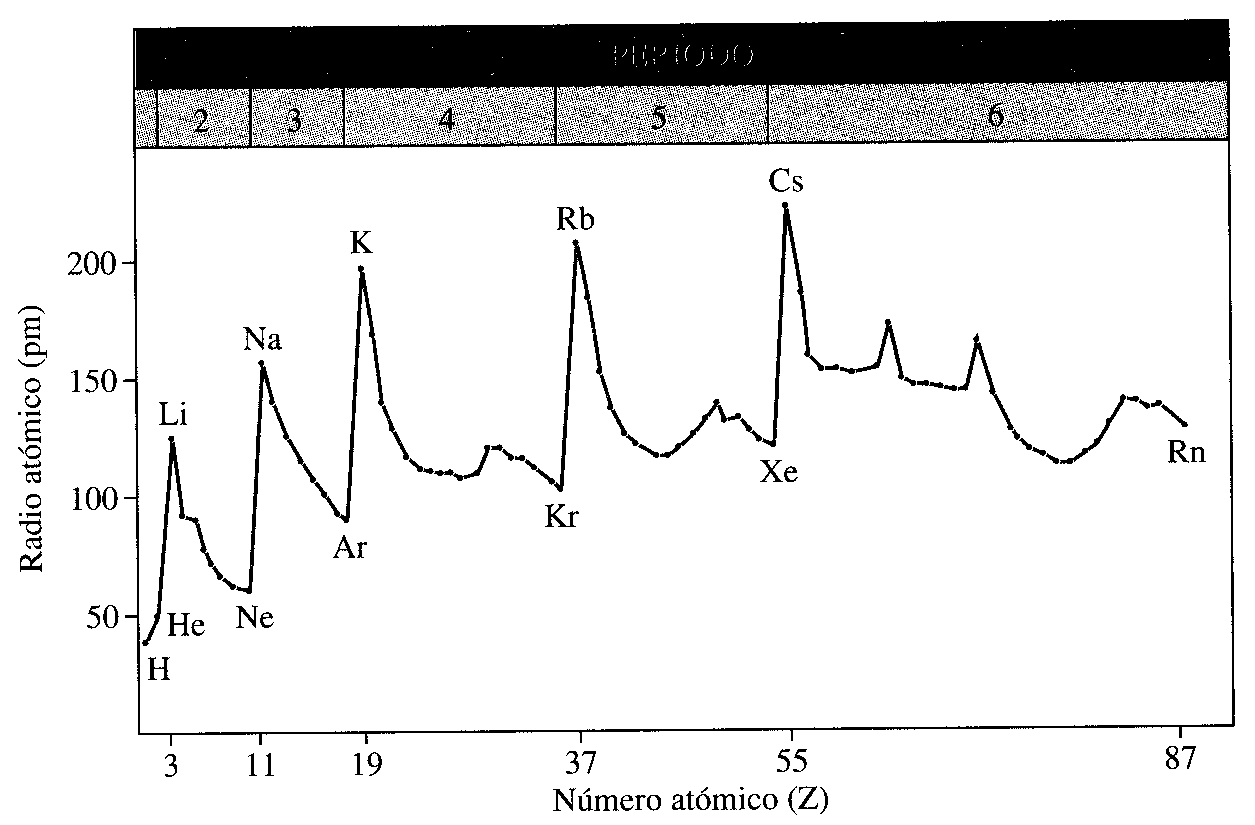 PERÍODO
2 3 4 5 6
Cs
Rb
K
200
Na
150
Li
Xe
Rn
100
Kr
Ar
50
He
Ne
H
Radio atómico (pm)
3 11 19 37 55 87
Número atómico (Z)